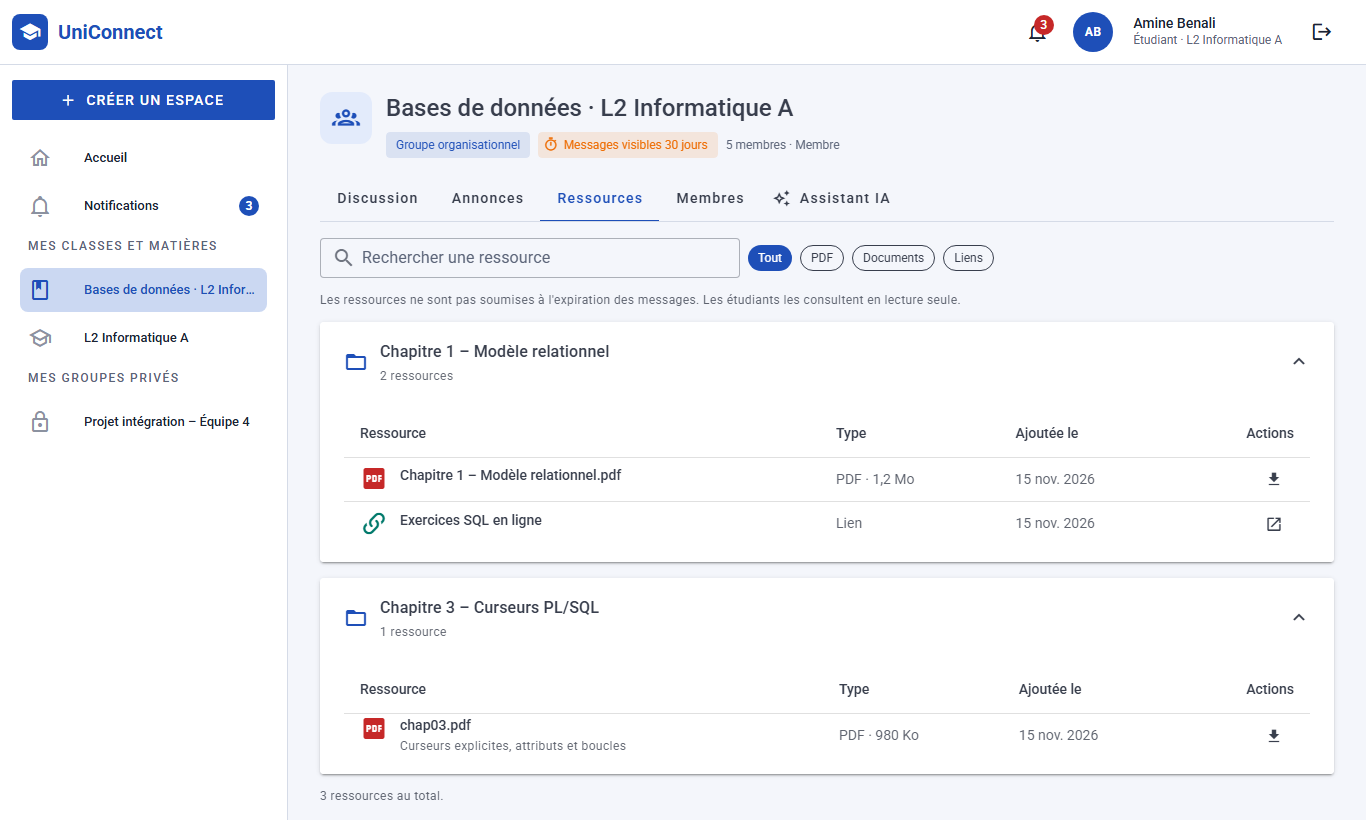 UniConnect
3
AB
Amine Benali
Étudiant · L2 Informatique A
+ CRÉER UN ESPACE
Accueil
Notifications
3
MES CLASSES ET MATIÈRES
Bases de données · L2 Infor...
L2 Informatique A
MES GROUPES PRIVÉS
Projet intégration – Équipe 4
Bases de données · L2 Informatique A
Groupe organisationnel
Messages visibles 30 jours
5 membres · Membre
Discussion
Annonces
Ressources
Membres
Assistant IA
Rechercher une ressource
Tout
PDF
Documents
Liens
Les ressources ne sont pas soumises à l'expiration des messages. Les étudiants les consultent en lecture seule.
Chapitre 1 – Modèle relationnel
2 ressources
Ressource Type Ajoutée le Actions
PDF Chapitre 1 – Modèle relationnel.pdf PDF · 1,2 Mo 15 nov. 2026
Exercices SQL en ligne Lien 15 nov. 2026
Chapitre 3 – Curseurs PL/SQL
1 ressource
Ressource Type Ajoutée le Actions
PDF chap03.pdf PDF · 980 Ko 15 nov. 2026
Curseurs explicites, attributs et boucles
3 ressources au total.